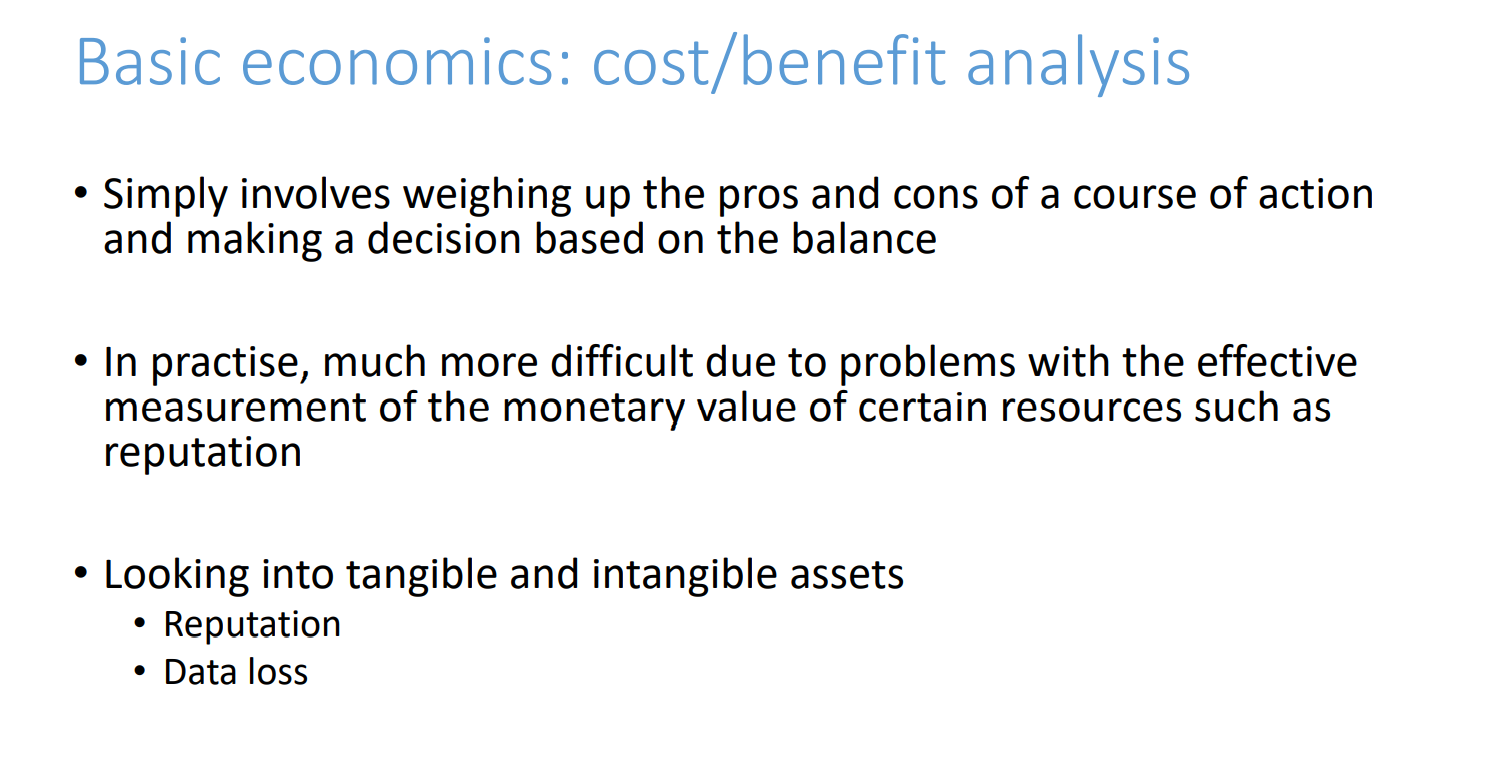 Basic economics: cost/benefit analysis
• Simply involves weighing up the pros and cons of a course of action
and making a decision based on the balance
• In practise, much more difficult due to problems with the effective
measurement of the monetary value of certain resources such as
reputation
• Looking into tangible and intangible assets
• Reputation
• Data loss